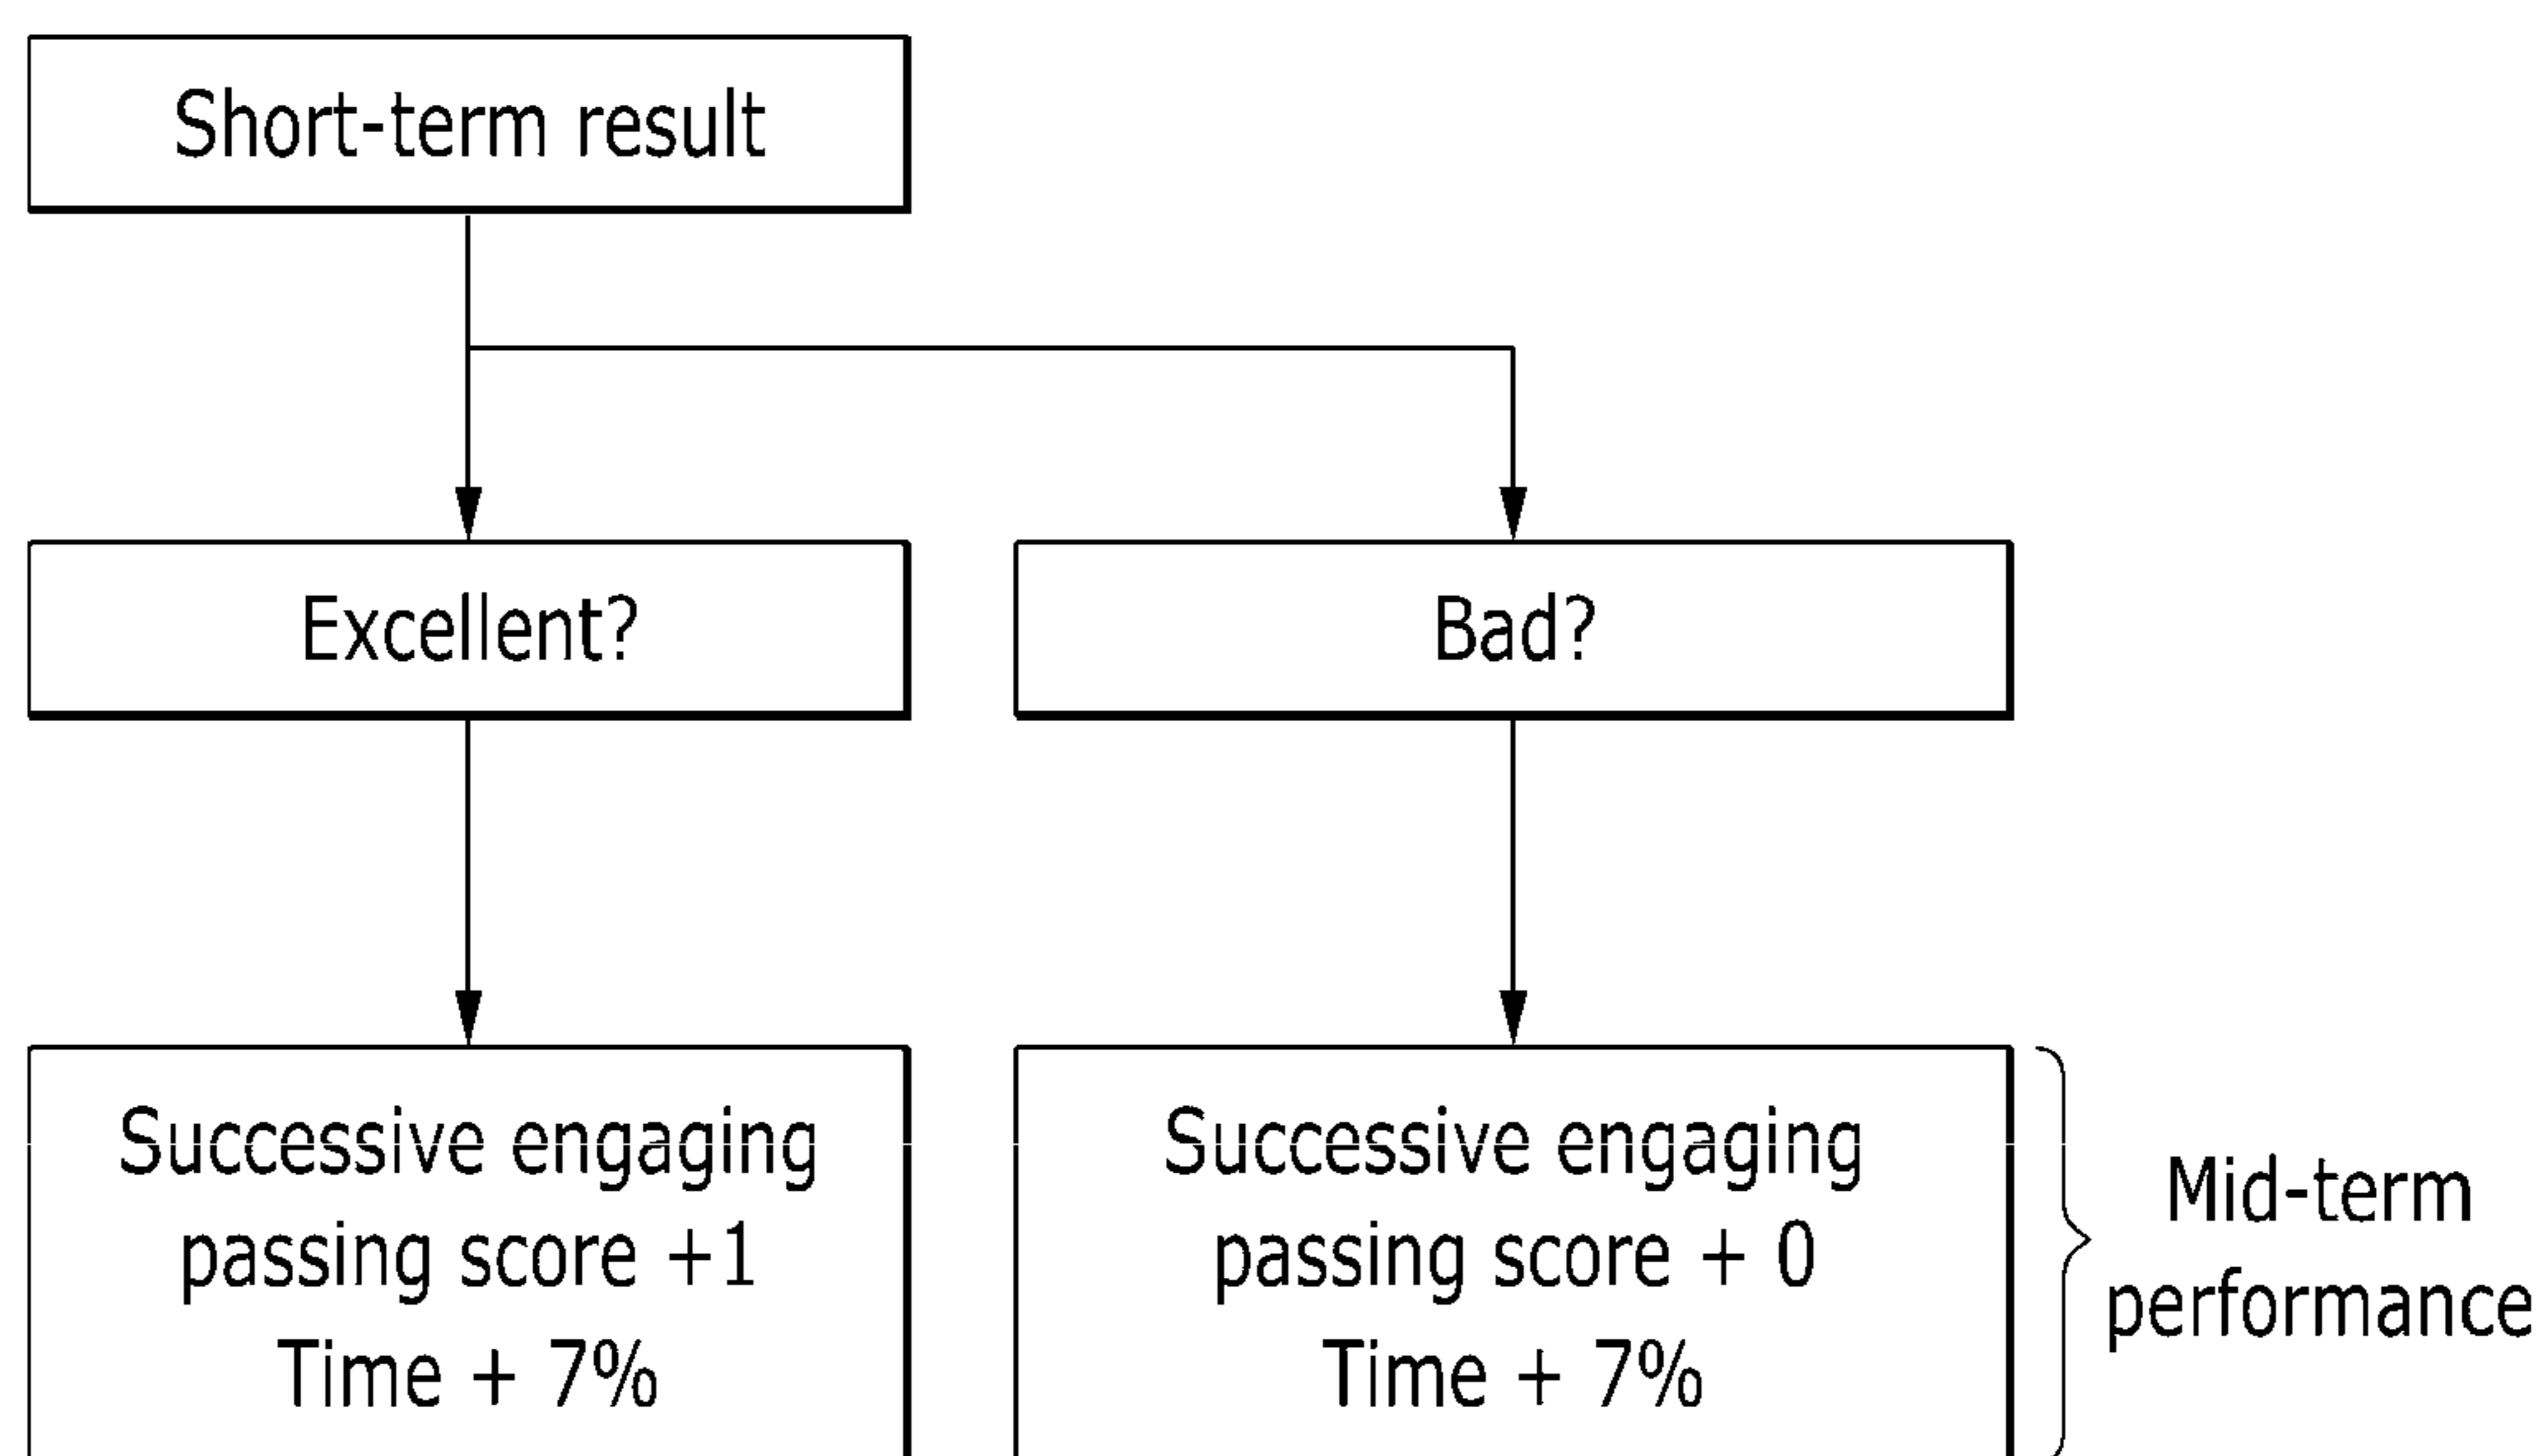 Short-term result
Excellent?
Bad?
Successive engaging
passing score +1
Time + 7%
Successive engaging
passing score + 0
Time + 7%
Mid-term
performance